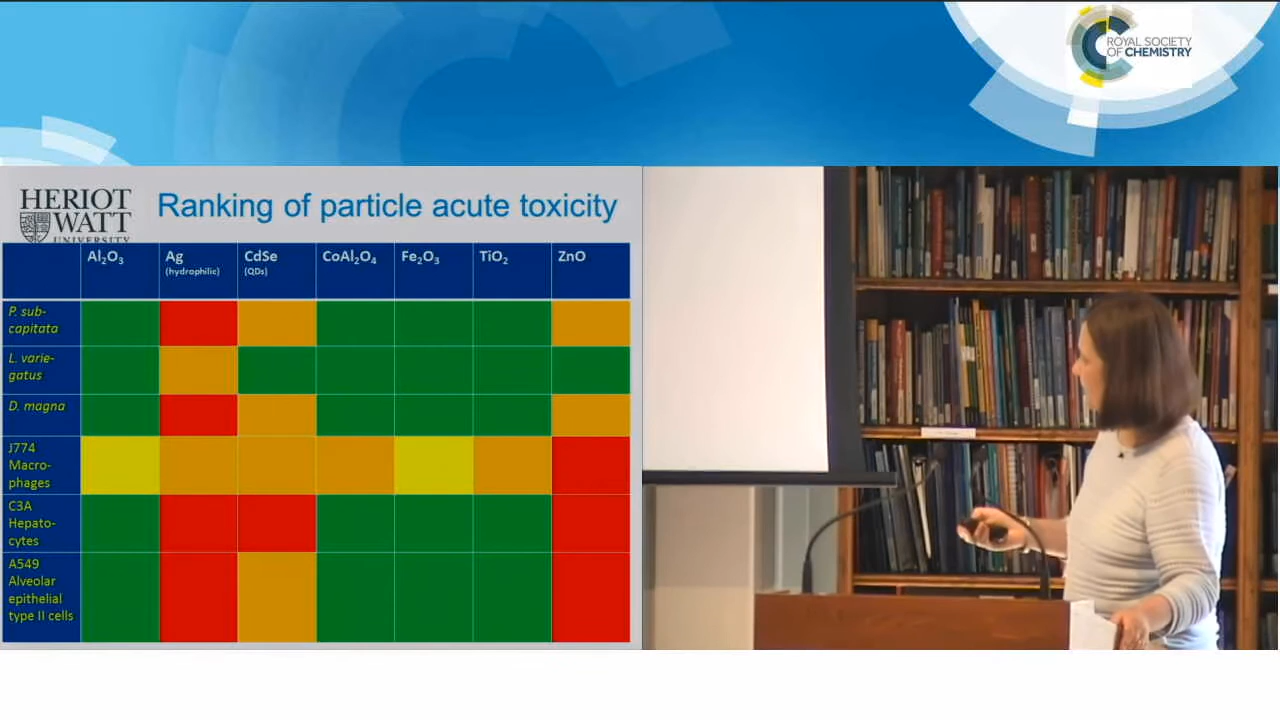 ROYAL SOCIETY
OF CHEMISTRY
HERIOT
WATT
UNIVERSITY
Ranking of particle acute toxicity
Al₂O₃ Ag CdSe CoAl₂O₄ Fe₂O₃ TiO₂ ZnO
(hydrophilic) (QDs)
P. sub-
capitata
L. varie-
gatus
D. magna
J774
Macro-
phages
C3A
Hepato-
cytes
A549
Alveolar
epithelial
type II cells